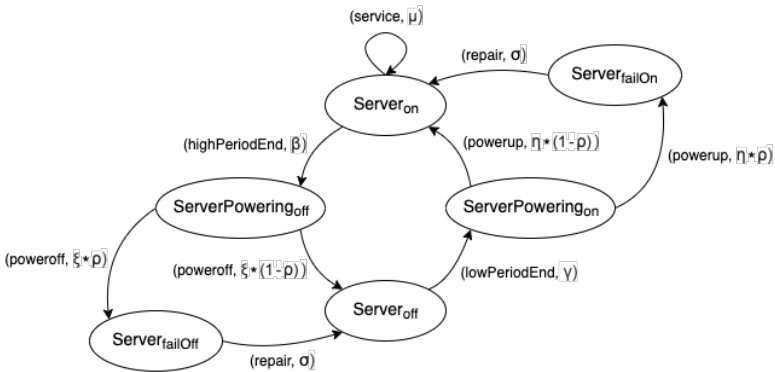 (service, μ)
(repair, σ)
Server_failOn
Server_on
(highPeriodEnd, β)
(powerup, η*(1-ρ))
(powerup, η*ρ)
ServerPowering_off
ServerPowering_on
(poweroff, ξ*ρ)
(poweroff, ξ*(1-ρ))
(lowPeriodEnd, γ)
Server_off
Server_failOff
(repair, σ)